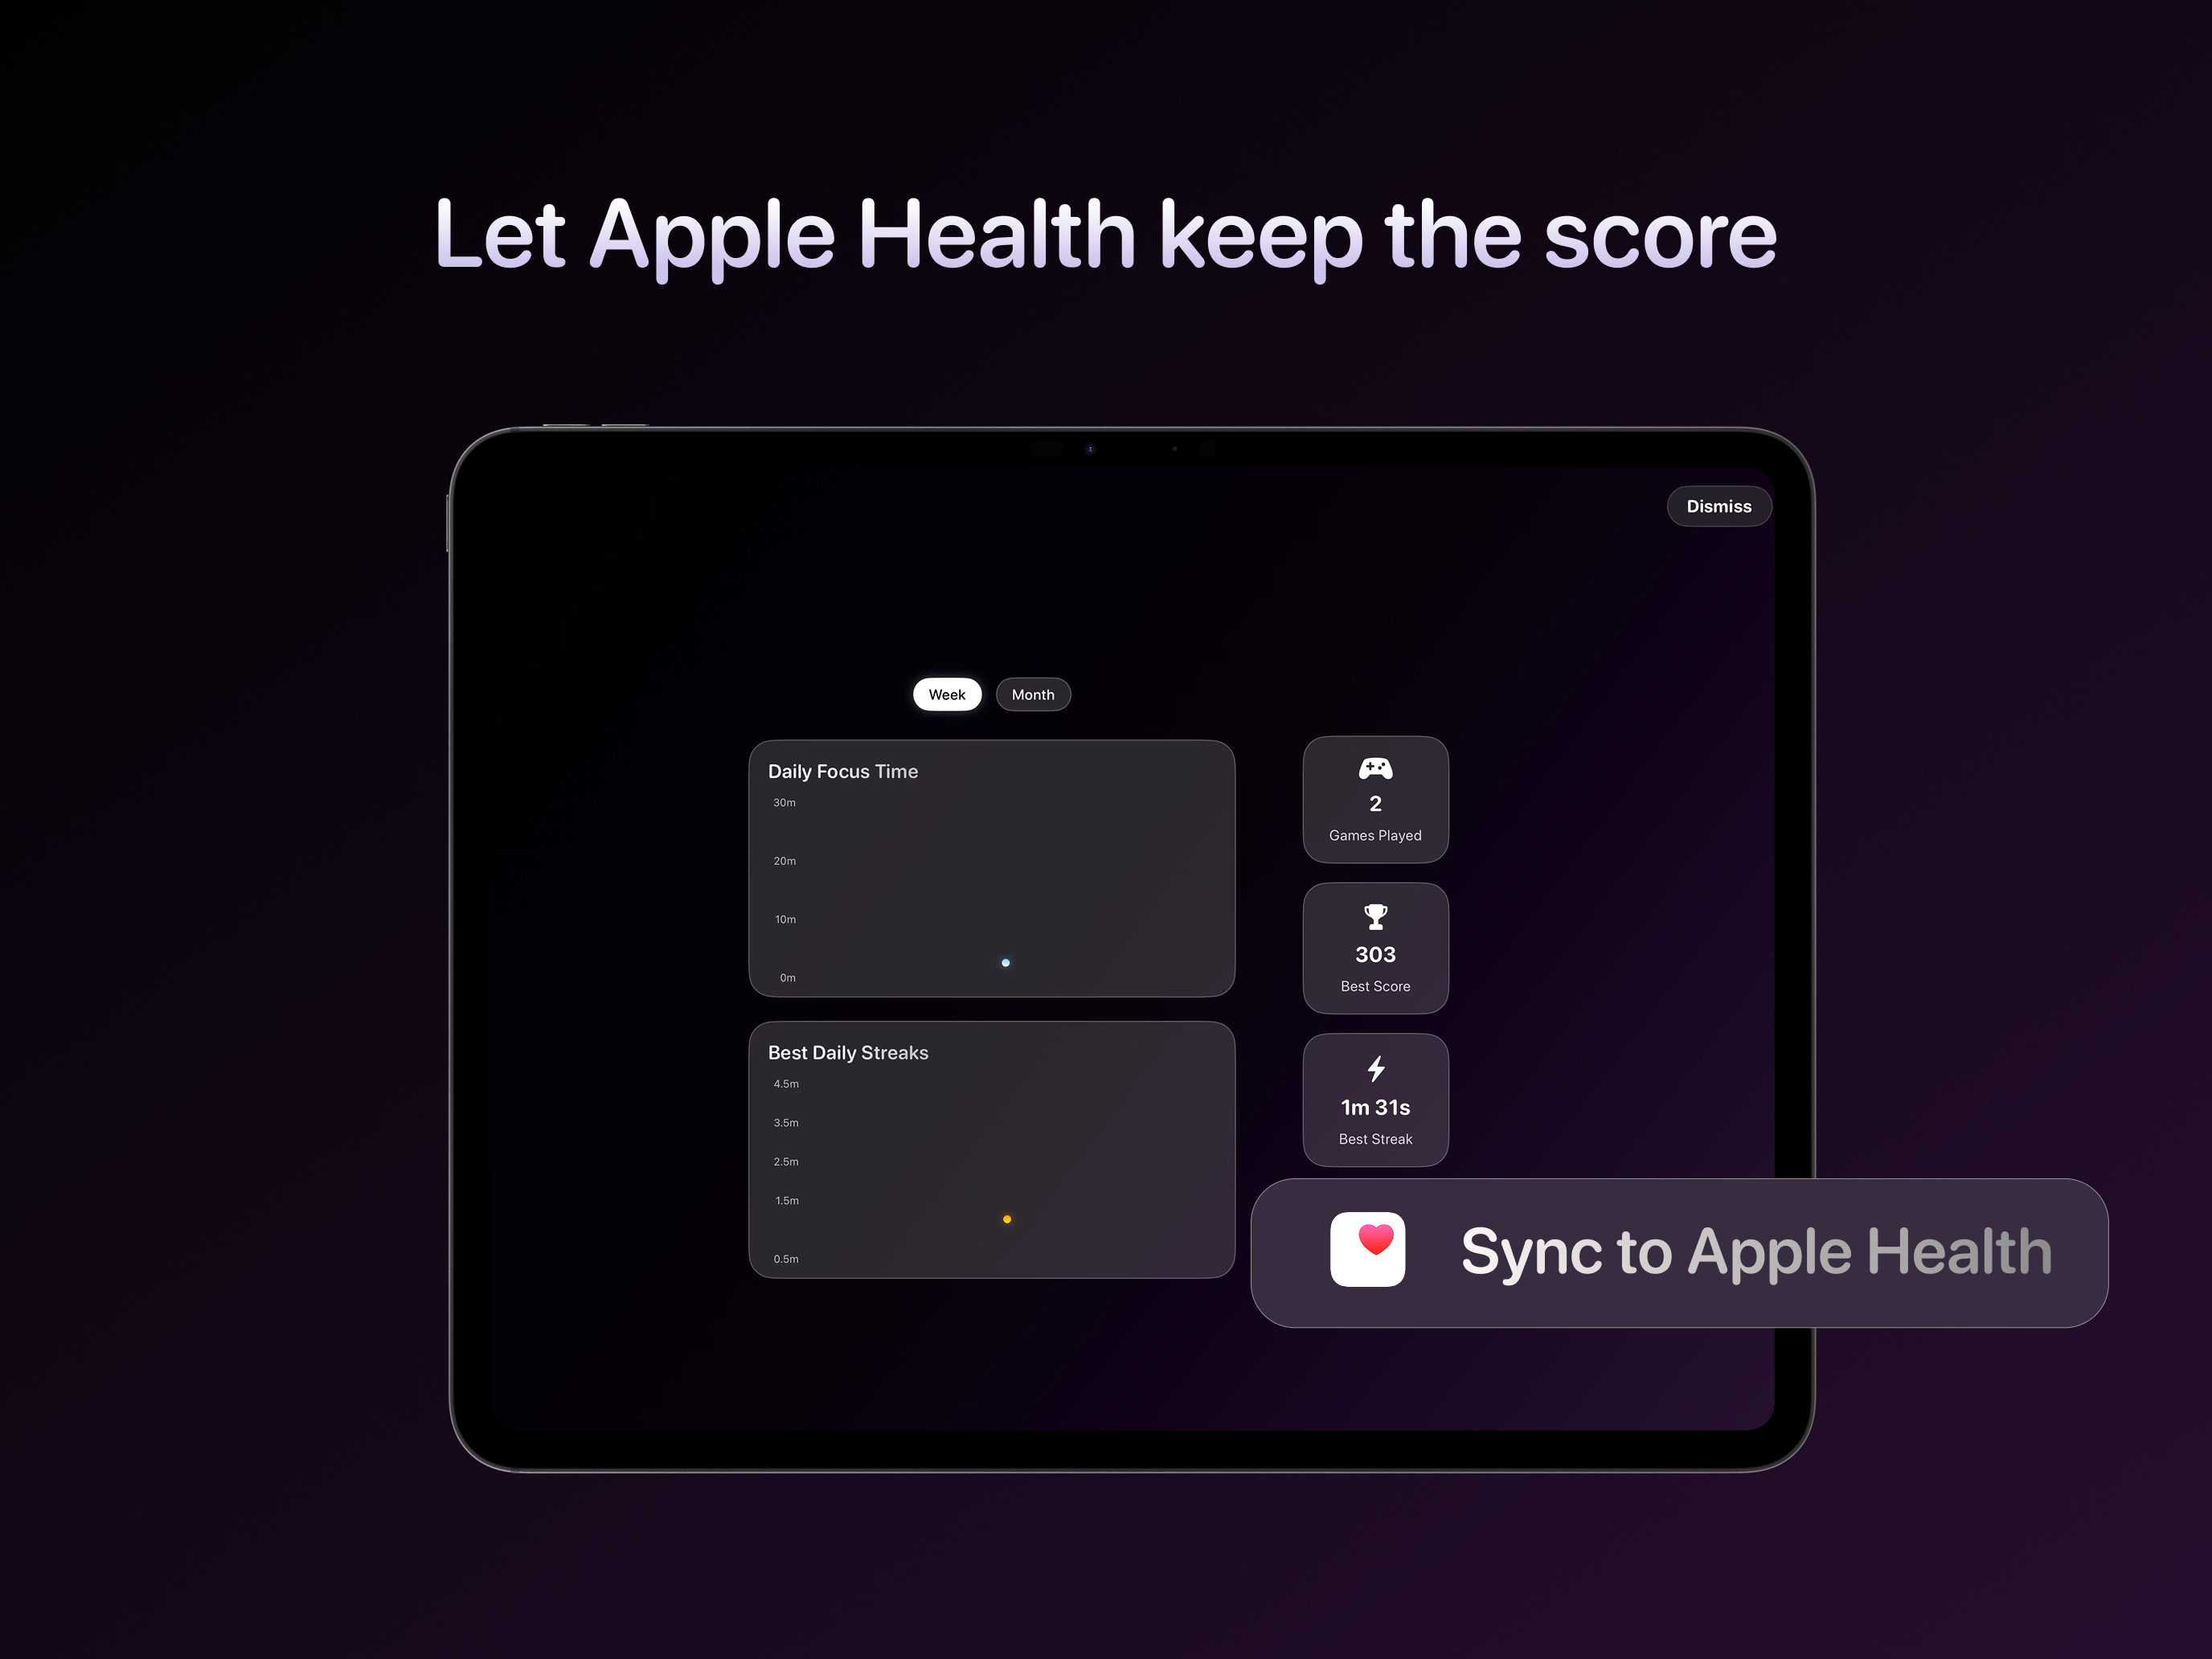 Let Apple Health keep the score
Dismiss
Week
Month
Daily Focus Time
30m
20m
10m
0m
Best Daily Streaks
4.5m
3.5m
2.5m
1.5m
0.5m
2
Games Played
303
Best Score
1m 31s
Best Streak
Sync to Apple Health